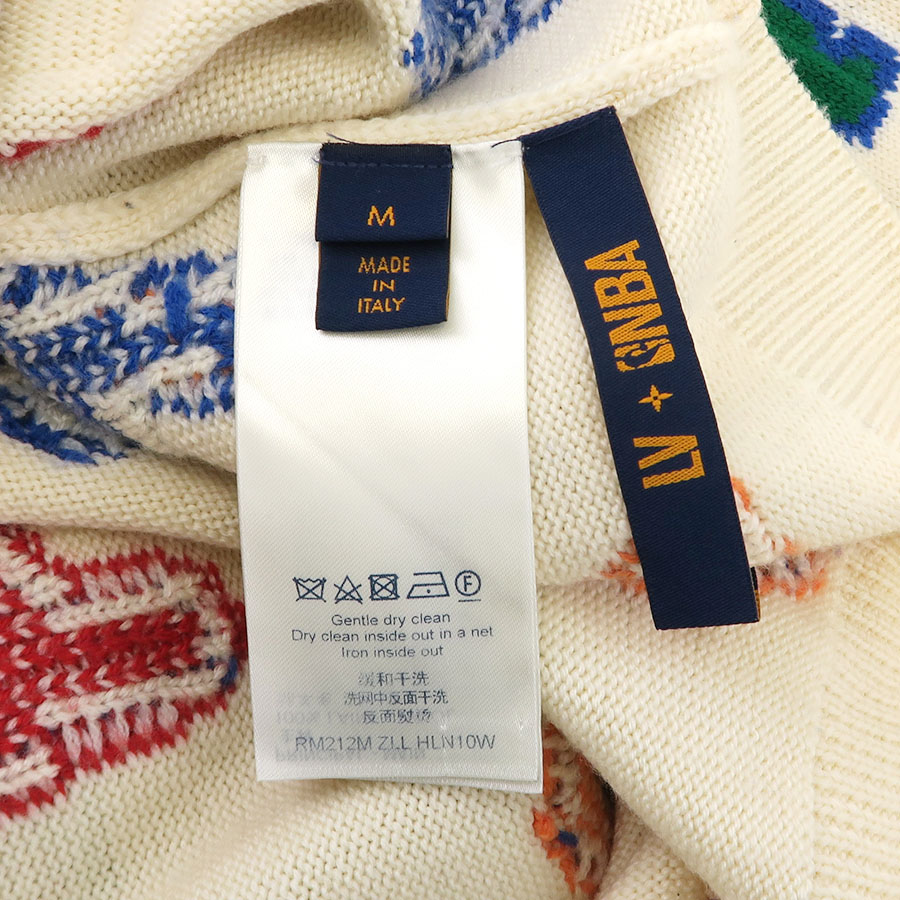 M
MADE
IN
ITALY
LV + NBA
Gentle dry clean
Dry clean inside out in a net
Iron inside out
缓和干洗
洗网中反面干洗
反面熨烫
RM212M ZLL HLN10W